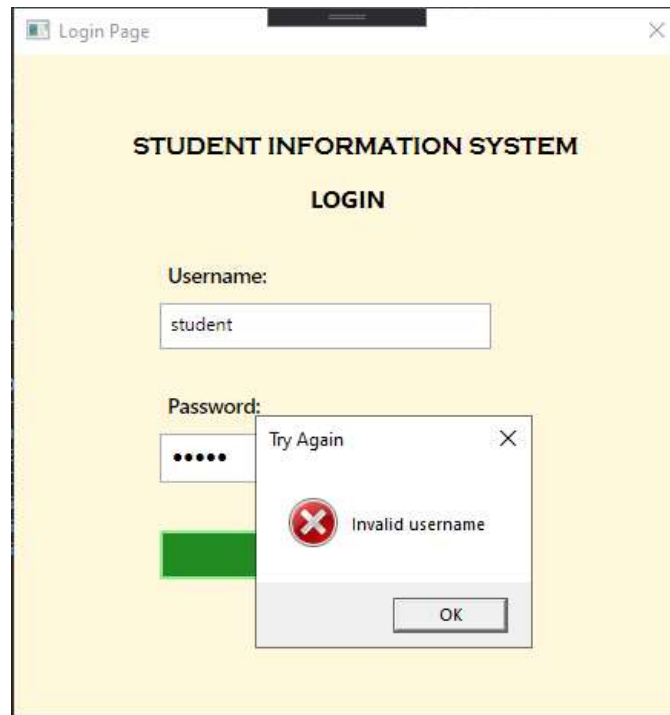 Login Page
STUDENT INFORMATION SYSTEM
LOGIN
Username:
student
Password:
•••••
Try Again
Invalid username
OK